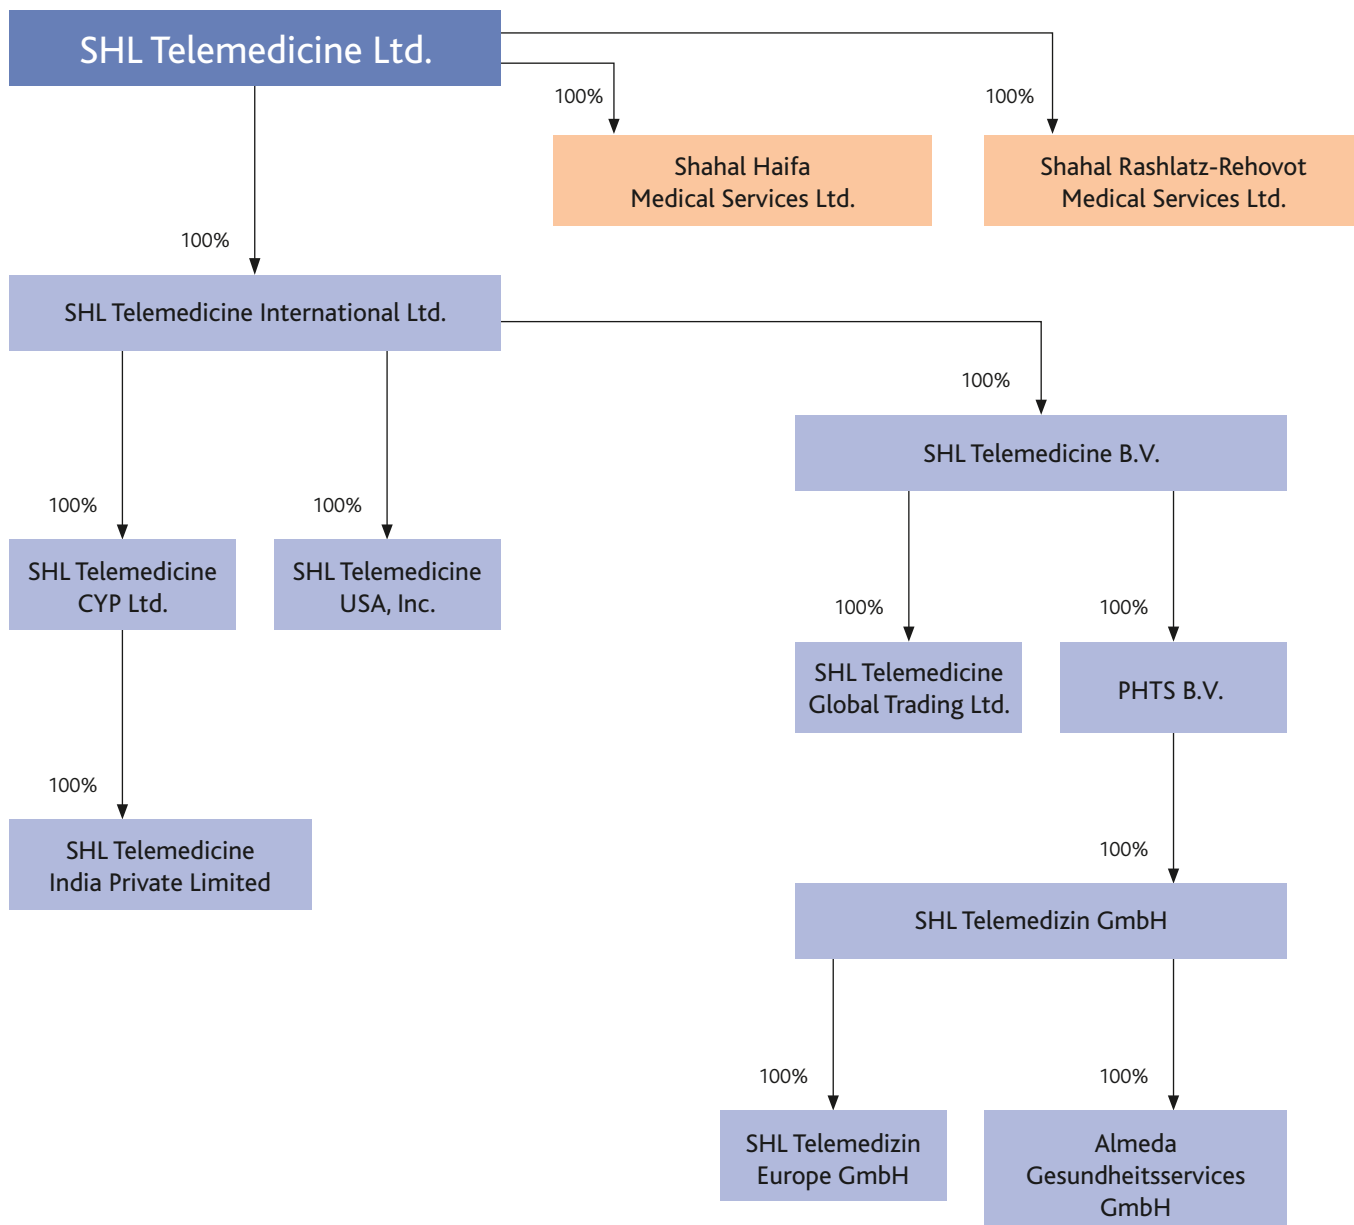 SHL Telemedicine Ltd.
100%
100%
Shahal Haifa
Medical Services Ltd.
Shahal Rashlatz-Rehovot
Medical Services Ltd.
100%
SHL Telemedicine International Ltd.
100%
SHL Telemedicine B.V.
100%
100%
SHL Telemedicine
CYP Ltd.
SHL Telemedicine
USA, Inc.
100%
100%
SHL Telemedicine
Global Trading Ltd.
PHTS B.V.
100%
SHL Telemedicine
India Private Limited
100%
SHL Telemedizin GmbH
100%
100%
SHL Telemedizin
Europe GmbH
Almeda
Gesundheitsservices
GmbH